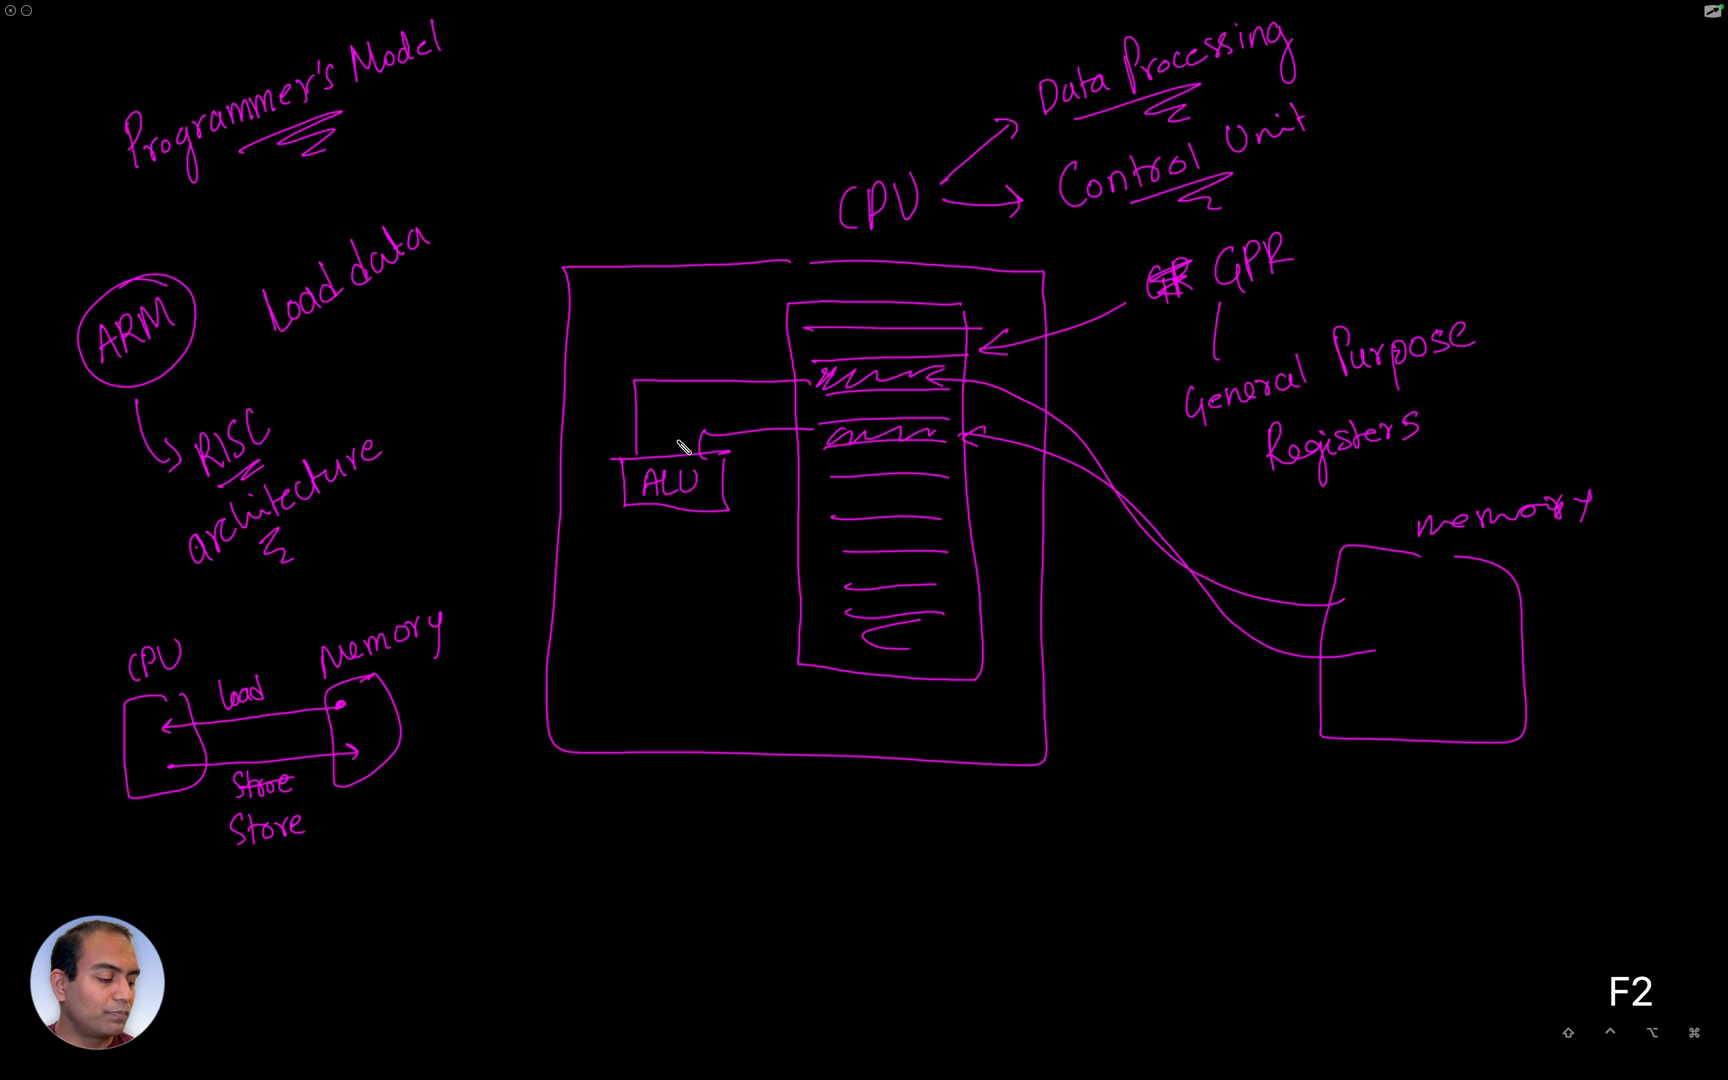 Programmer's Model
Data Processing
CPU
Control Unit
GPR
General Purpose
Registers
ARM
Load data
RISC
architecture
ALU
memory
CPU
Memory
Load
Stroe
Store
F2